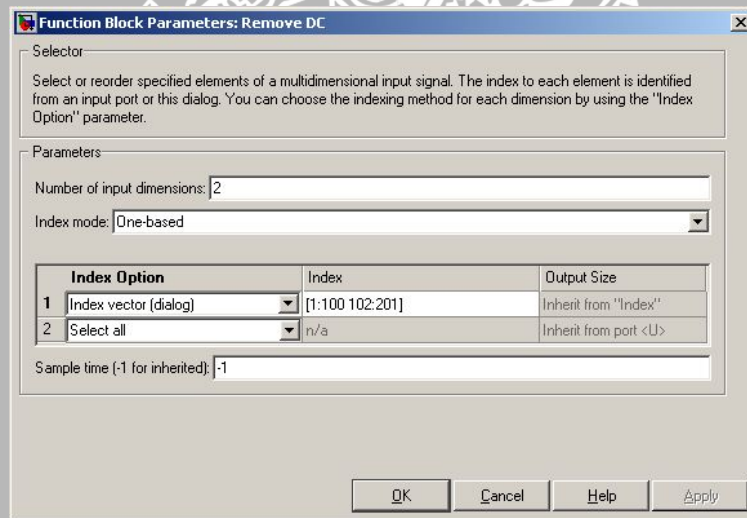 Function Block Parameters: Remove DC
Selector
Select or reorder specified elements of a multidimensional input signal. The index to each element is identified
from an input port or this dialog. You can choose the indexing method for each dimension by using the "Index
Option" parameter.
Parameters
Number of input dimensions: 2
Index mode: One-based
Index Option Index Output Size
1 Index vector (dialog) [1:100 102:201] Inherit from "Index"
2 Select all n/a Inherit from port <U>
Sample time (-1 for inherited): -1
OK Cancel Help Apply